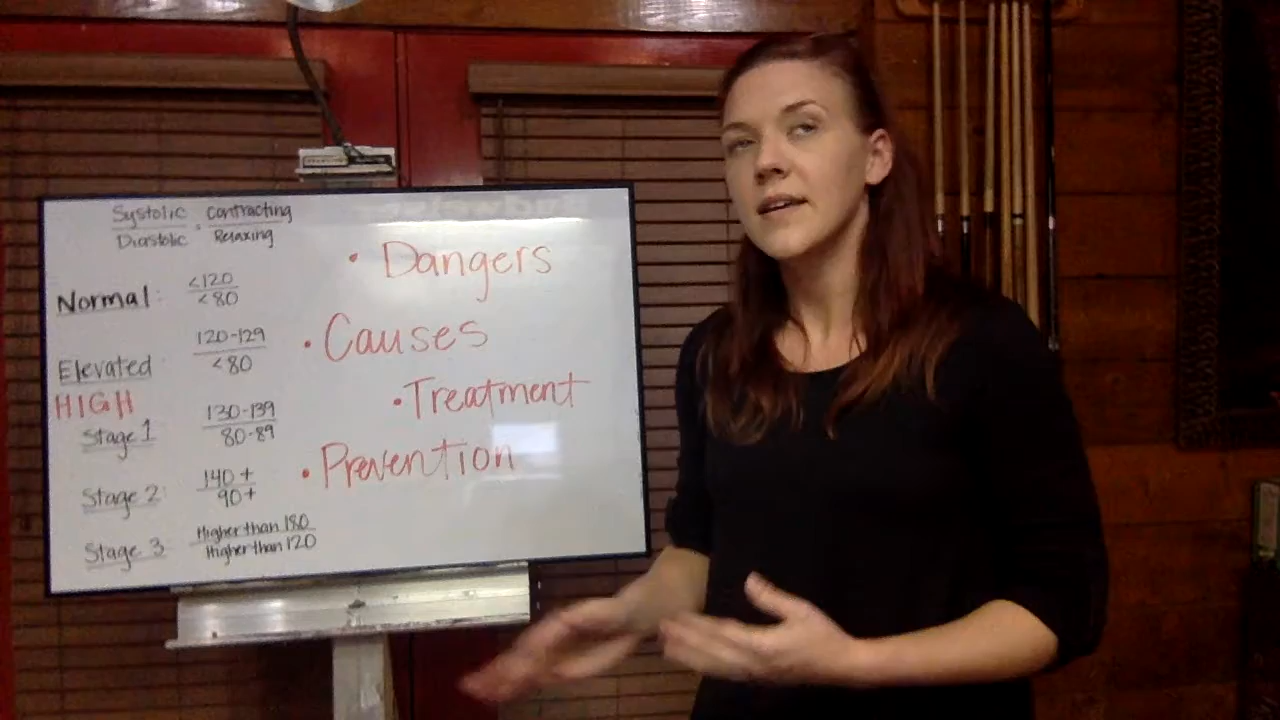 Systolic = Contracting
Diastolic Relaxing
Normal: <120
<80
Elevated 120-129
<80
HIGH
Stage 1 130-139
80-89
Stage 2: 140+
90+
Stage 3 Higher than 180
Higher than 120
• Dangers
• Causes
• Treatment
• Prevention